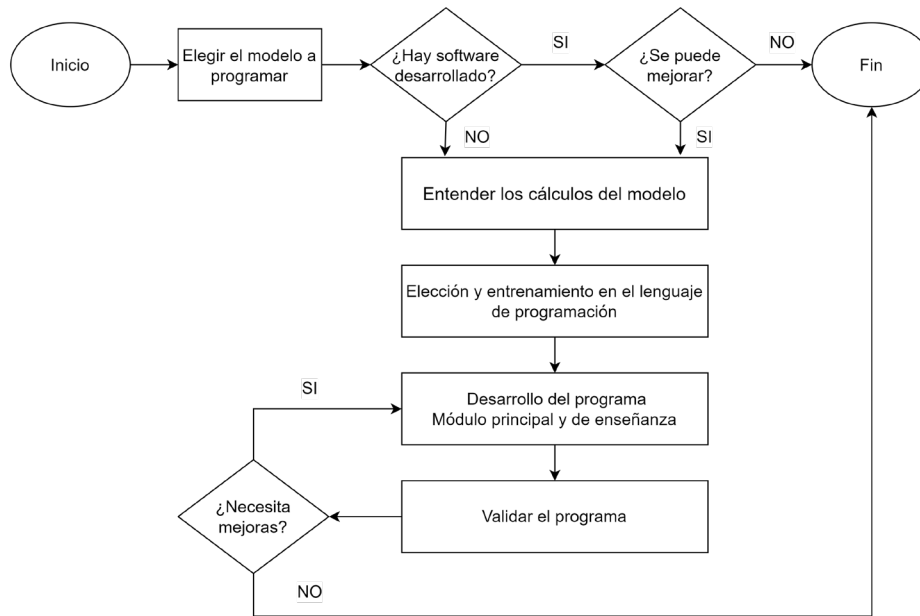 Inicio
Elegir el modelo a
programar
¿Hay software
desarrollado?
SI
¿Se puede
mejorar?
NO
Fin
NO
SI
Entender los cálculos del modelo
Elección y entrenamiento en el lenguaje
de programación
SI
Desarrollo del programa
Módulo principal y de enseñanza
¿Necesita
mejoras?
Validar el programa
NO